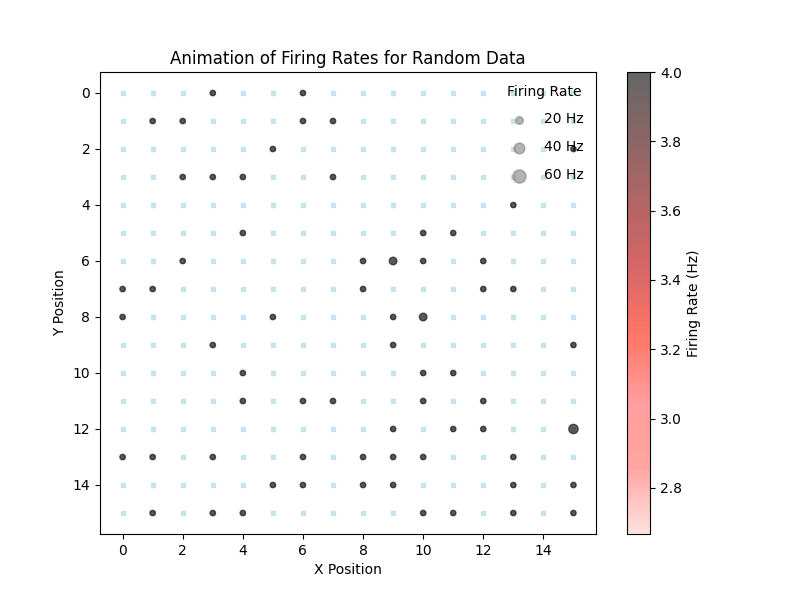 Animation of Firing Rates for Random Data
Firing Rate
20 Hz
40 Hz
60 Hz
0
2
4
6
8
10
12
14
Y Position
0 2 4 6 8 10 12 14
X Position
4.0
3.8
3.6
3.4
3.2
3.0
2.8
Firing Rate (Hz)